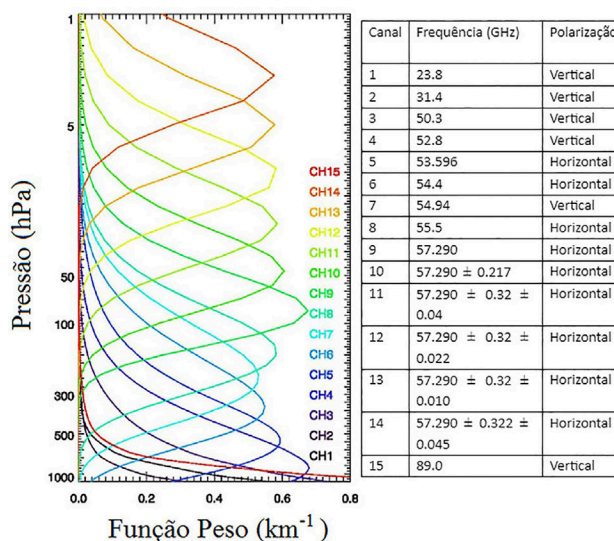 1
5
50
100
300
500
1000
Pressão (hPa)
0.0 0.2 0.4 0.6 0.8
Função Peso (km-1)
CH15
CH14
CH13
CH12
CH11
CH10
CH9
CH8
CH7
CH6
CH5
CH4
CH3
CH2
CH1
Canal Frequência (GHz) Polarização
1 23.8 Vertical
2 31.4 Vertical
3 50.3 Vertical
4 52.8 Vertical
5 53.596 Horizontal
6 54.4 Horizontal
7 54.94 Vertical
8 55.5 Horizontal
9 57.290 Horizontal
10 57.290 ± 0.217 Horizontal
11 57.290 ± 0.32 ± Horizontal
0.04
12 57.290 ± 0.32 ± Horizontal
0.022
13 57.290 ± 0.32 ± Horizontal
0.010
14 57.290 ± 0.322 ± Horizontal
0.045
15 89.0 Vertical